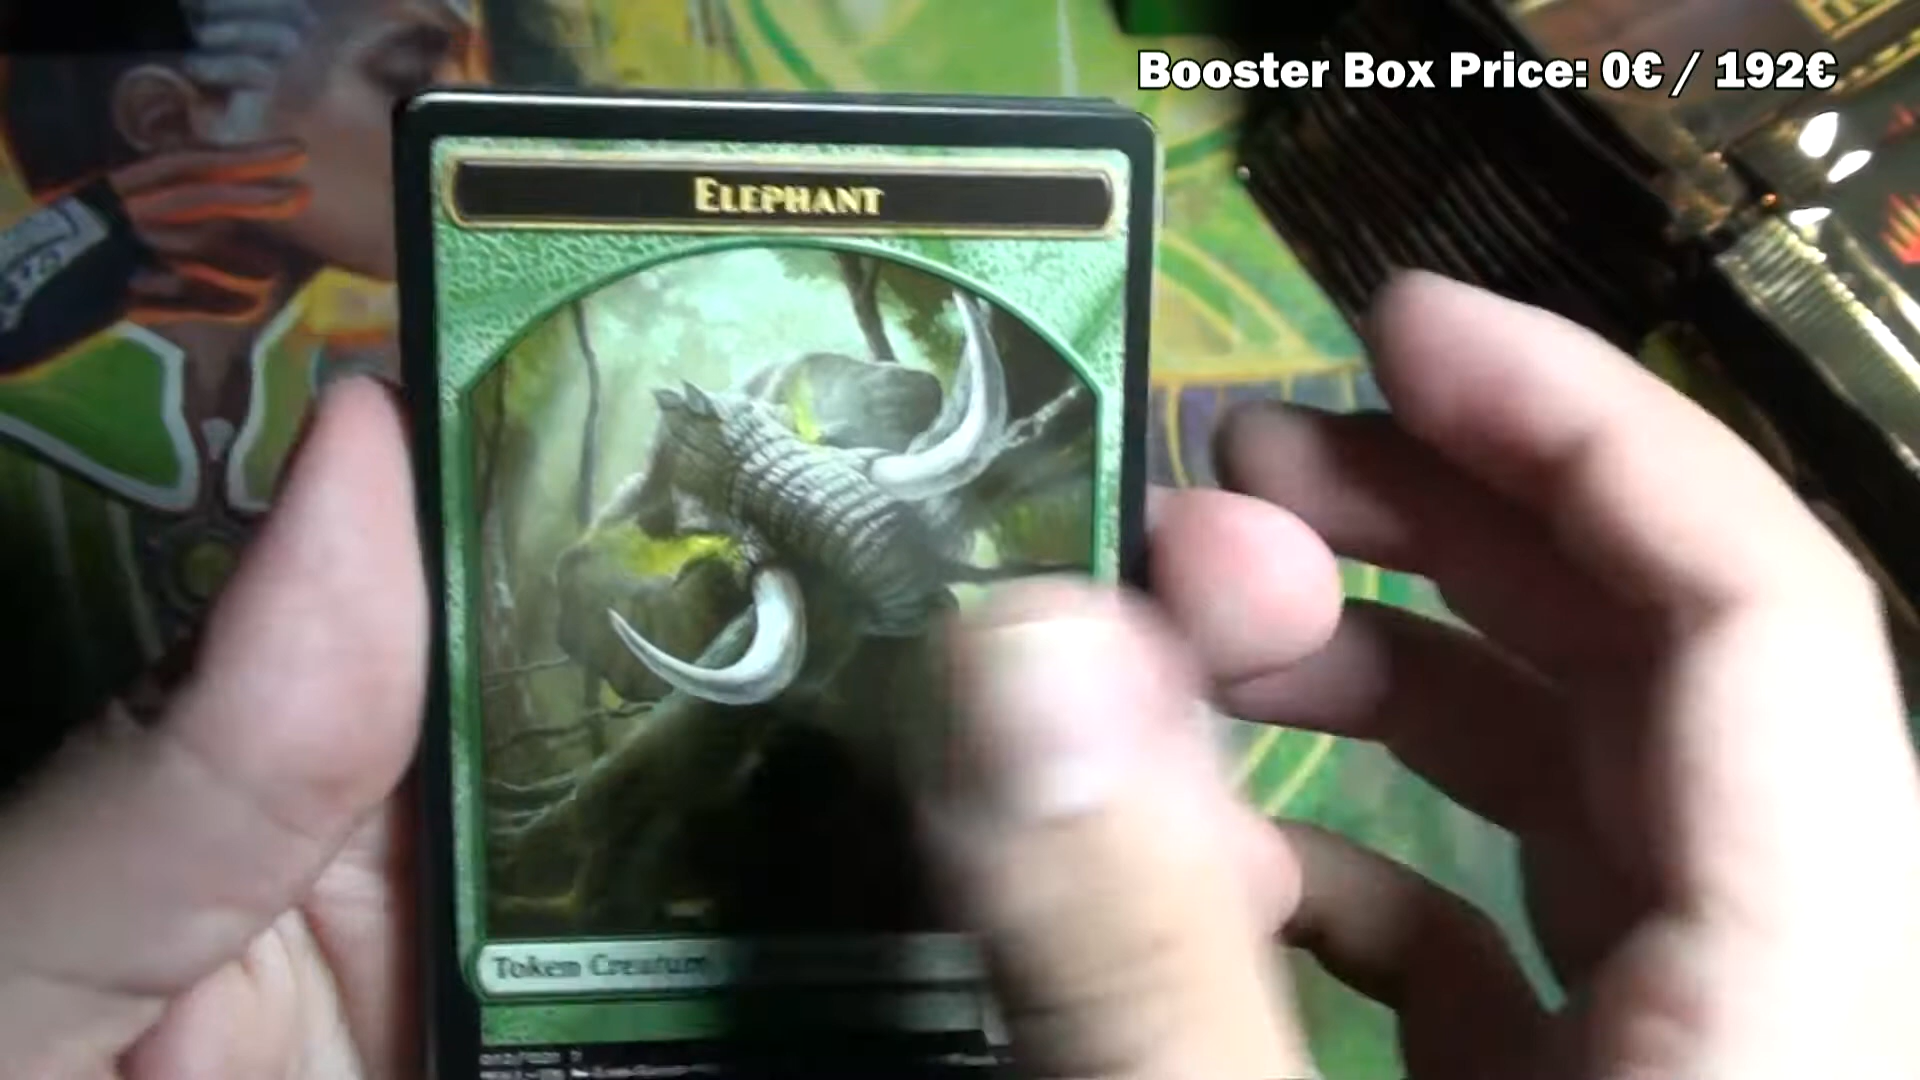 Booster Box Price: 0€ / 192€
ELEPHANT
Token Creature